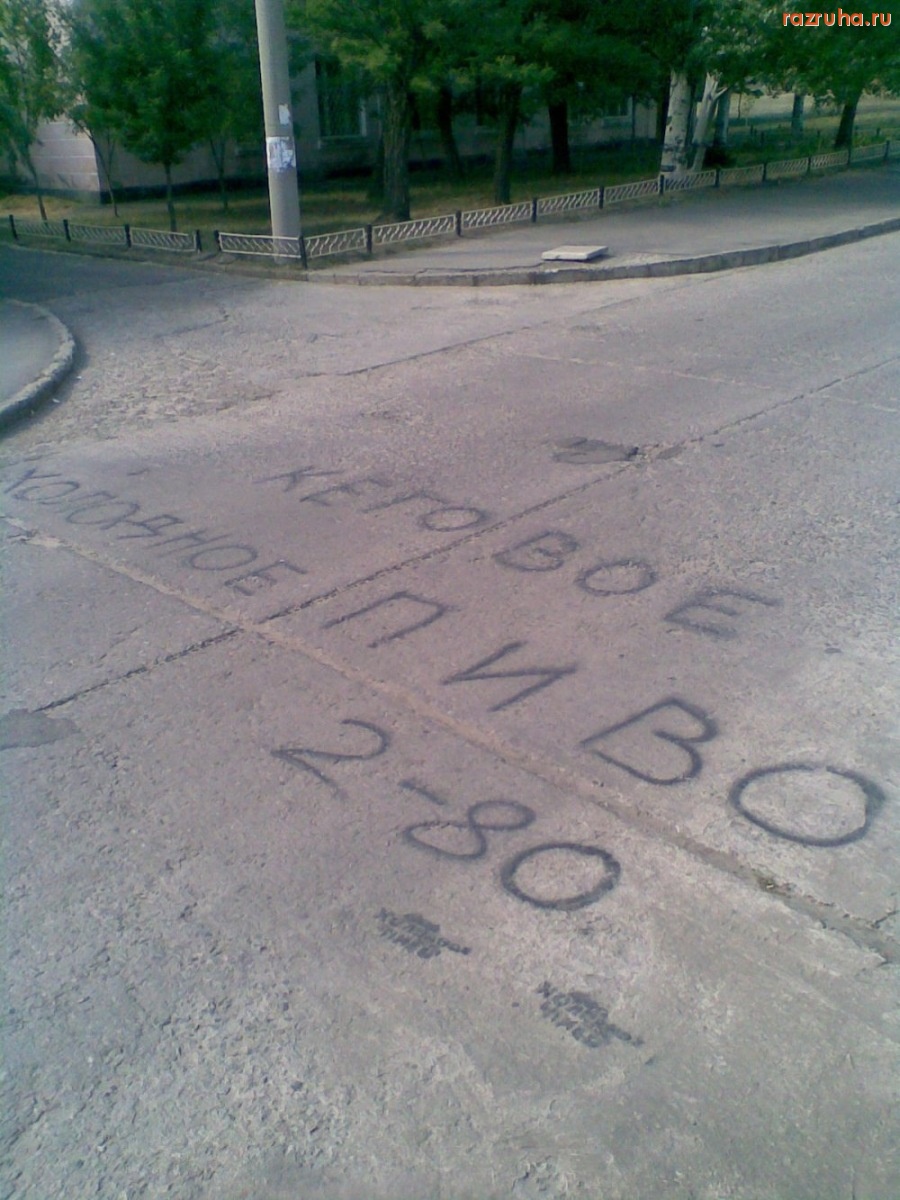 razruha.ru
КЕГОВОЕ
ХОЛОДНОЕ
ПИВО
2-80